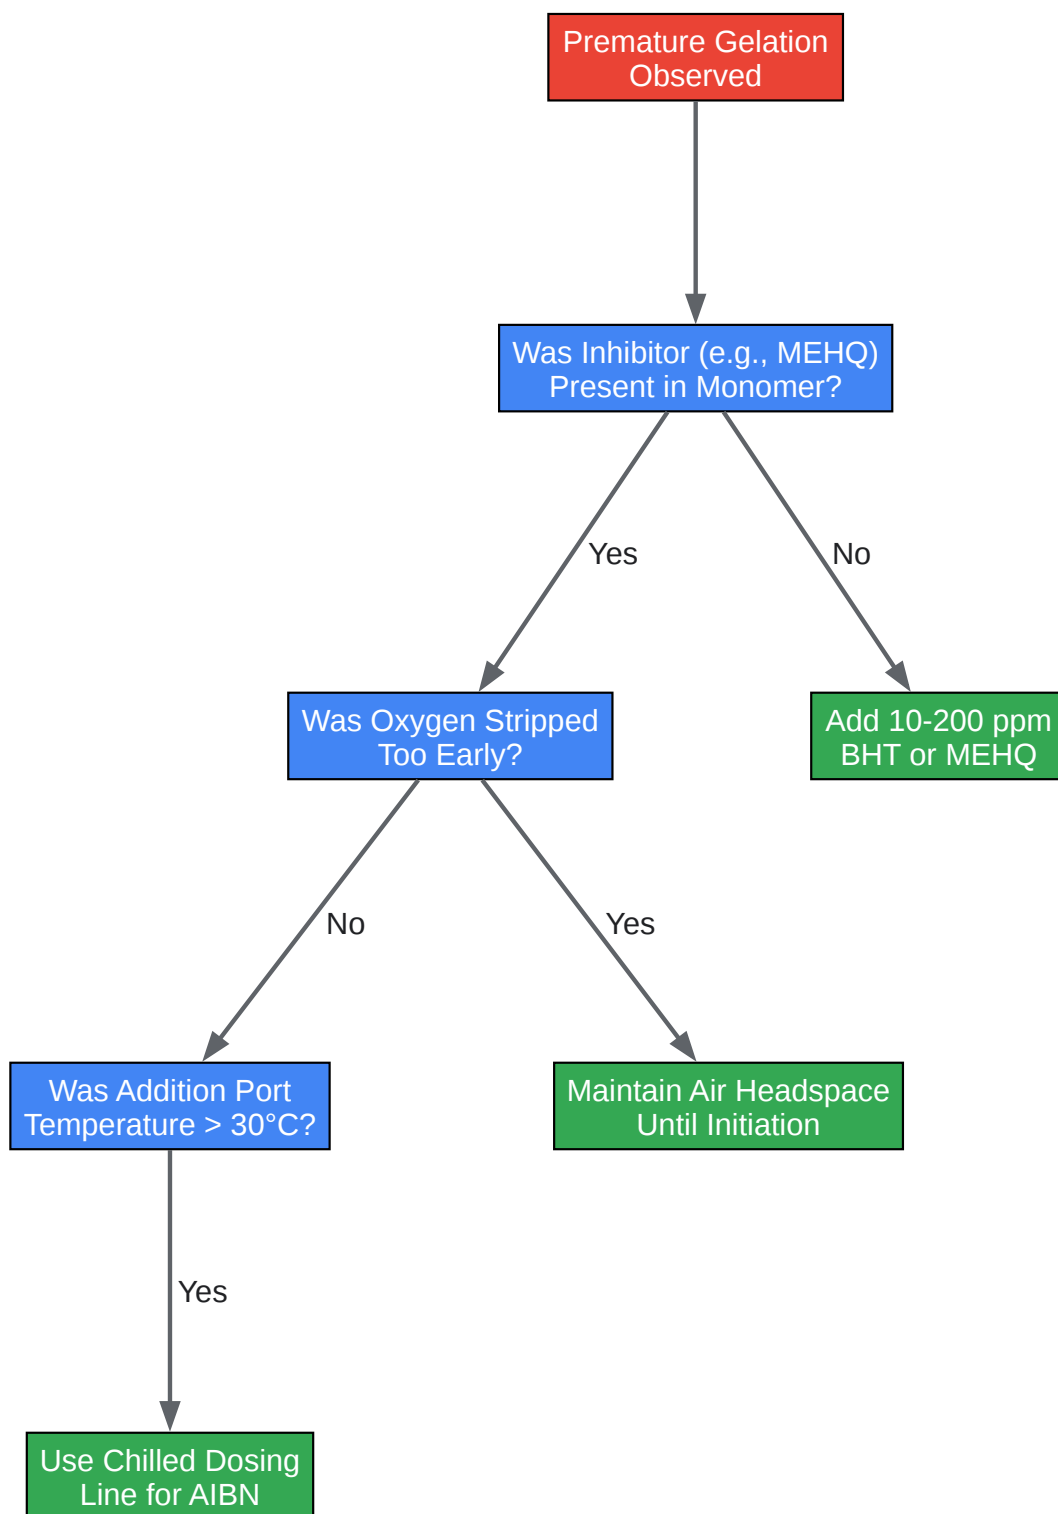 Premature Gelation
Observed
Was Inhibitor (e.g., MEHQ)
Present in Monomer?
Yes
No
Was Oxygen Stripped
Too Early?
Add 10-200 ppm
BHT or MEHQ
No
Yes
Was Addition Port
Temperature > 30°C?
Maintain Air Headspace
Until Initiation
Yes
Use Chilled Dosing
Line for AIBN